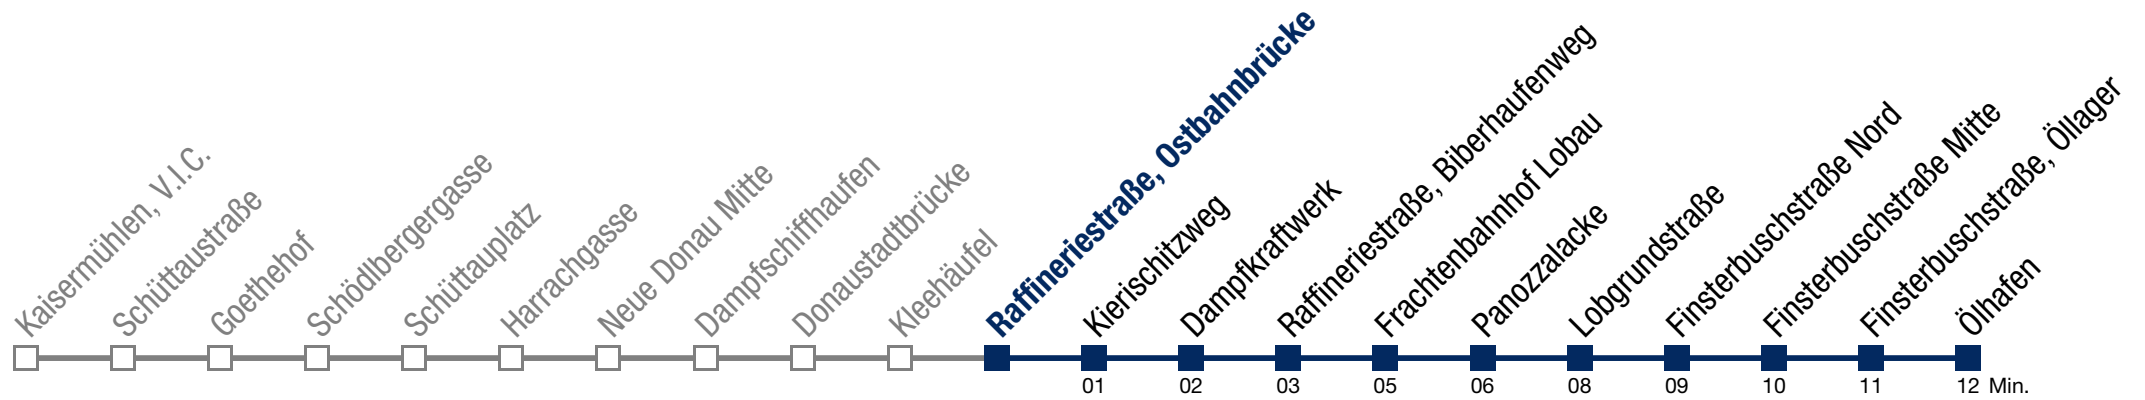 Kaisermühlen, V.I.C.
Schüttaustraße
Goethehof
Schödlbergergasse
Schüttauplatz
Harrachgasse
Neue Donau Mitte
Dampfschiffhaufen
Donaustadtbrücke
Kleehäufel
Raffineriestraße, Ostbahnbrücke
Kierischitzweg
Dampfkraftwerk
Raffineriestraße, Biberhaufenweg
Frachtenbahnhof Lobau
Panozzalacke
Lobgrundstraße
Finsterbuschstraße Nord
Finsterbuschstraße Mitte
Finsterbuschstraße, Öllager
Ölhafen
01 02 03 05 06 08 09 10 11 12 Min.